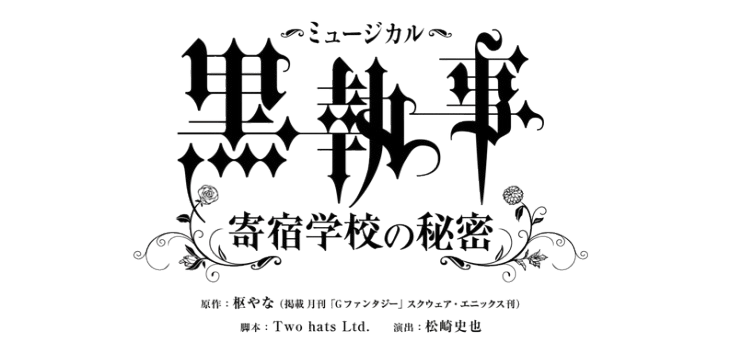 ～ミュージカル～
黒執事
寄宿学校の秘密
原作：枢やな（掲載 月刊「Gファンタジー」スクウェア・エニックス刊）
脚本：Two hats Ltd.　演出：松崎史也